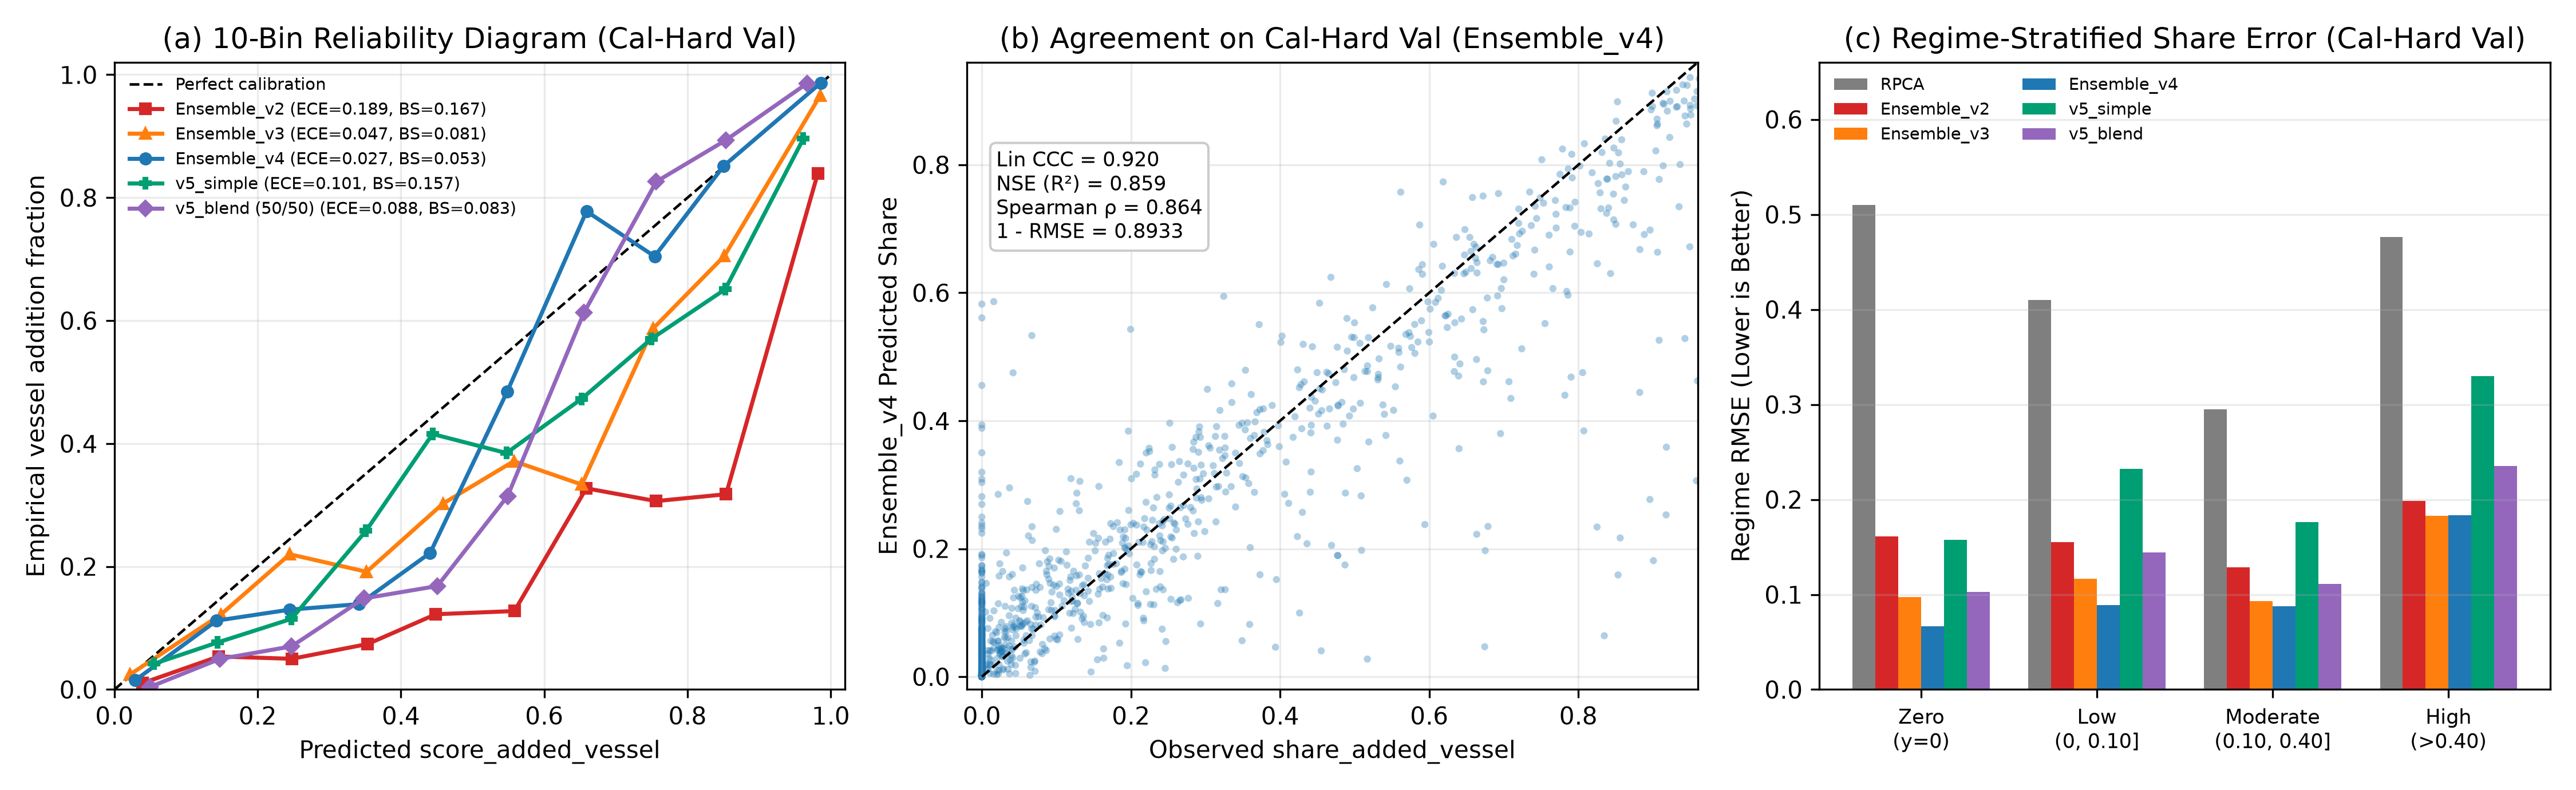 (a) 10-Bin Reliability Diagram (Cal-Hard Val)
Perfect calibration
Ensemble_v2 (ECE=0.189, BS=0.167)
Ensemble_v3 (ECE=0.047, BS=0.081)
Ensemble_v4 (ECE=0.027, BS=0.053)
v5_simple (ECE=0.101, BS=0.157)
v5_blend (50/50) (ECE=0.088, BS=0.083)
Empirical vessel addition fraction
1.0
0.8
0.6
0.4
0.2
0.0
0.0 0.2 0.4 0.6 0.8 1.0
Predicted score_added_vessel
(b) Agreement on Cal-Hard Val (Ensemble_v4)
Lin CCC = 0.920
NSE (R²) = 0.859
Spearman ρ = 0.864
1 - RMSE = 0.8933
Ensemble_v4 Predicted Share
0.8
0.6
0.4
0.2
0.0
0.0 0.2 0.4 0.6 0.8
Observed share_added_vessel
(c) Regime-Stratified Share Error (Cal-Hard Val)
RPCA
Ensemble_v2
Ensemble_v3
Ensemble_v4
v5_simple
v5_blend
Regime RMSE (Lower is Better)
0.6
0.5
0.4
0.3
0.2
0.1
0.0
Zero
(y=0)
Low
(0, 0.10]
Moderate
(0.10, 0.40]
High
(>0.40)